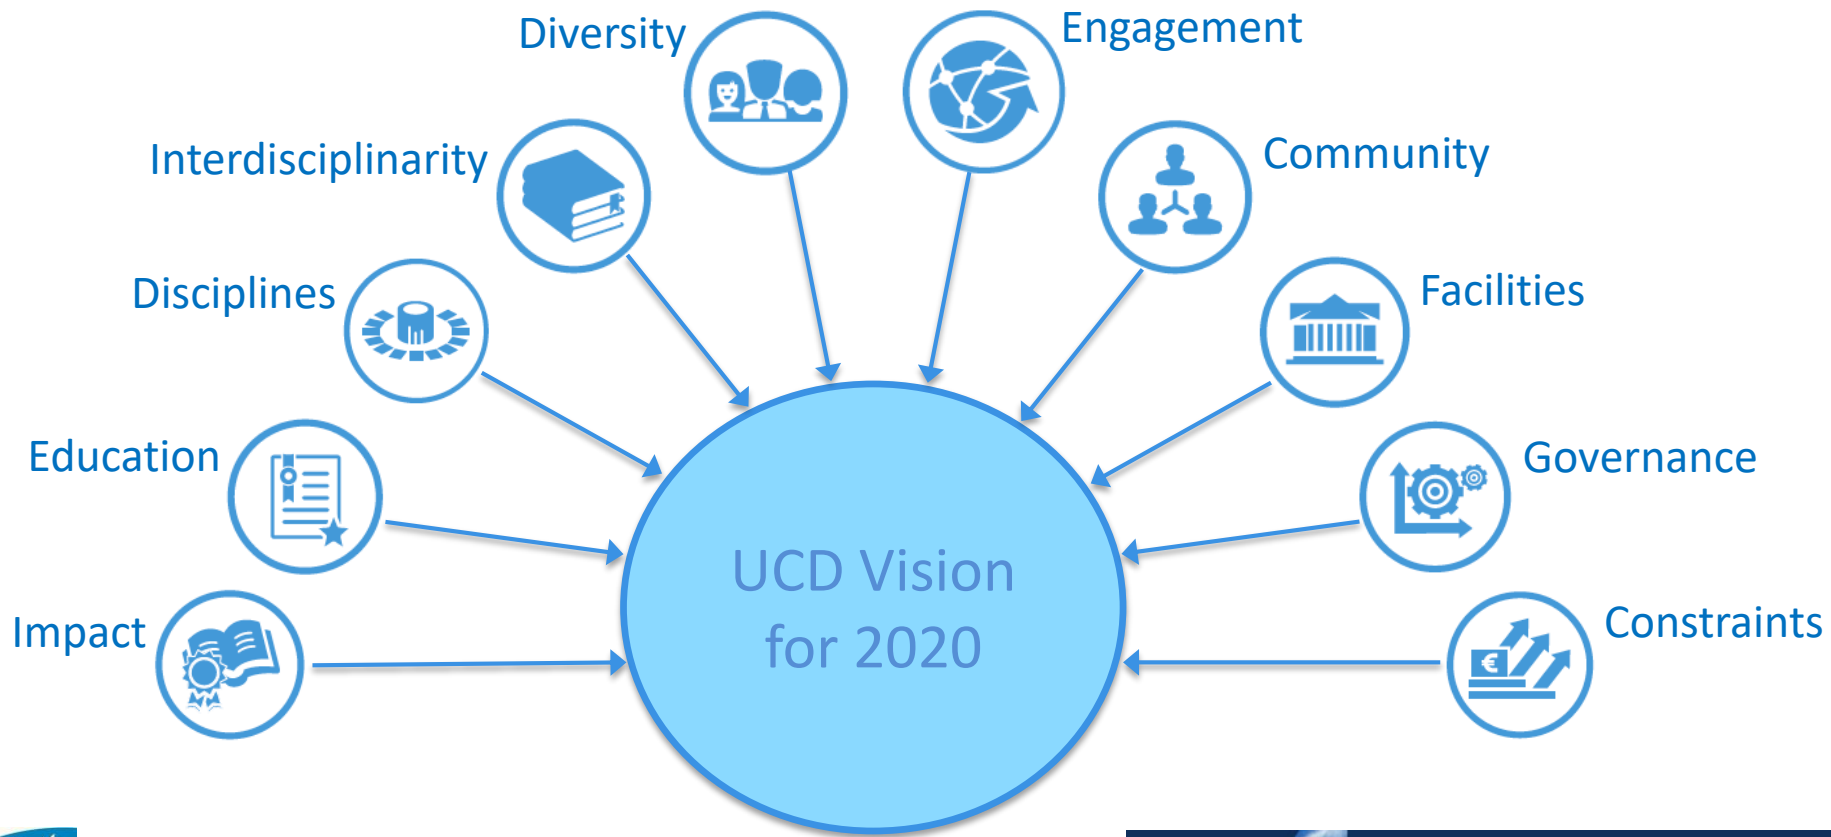 Diversity
Engagement
Interdisciplinarity
Community
Disciplines
Facilities
Education
Governance
UCD Vision
for 2020
Impact
Constraints
€